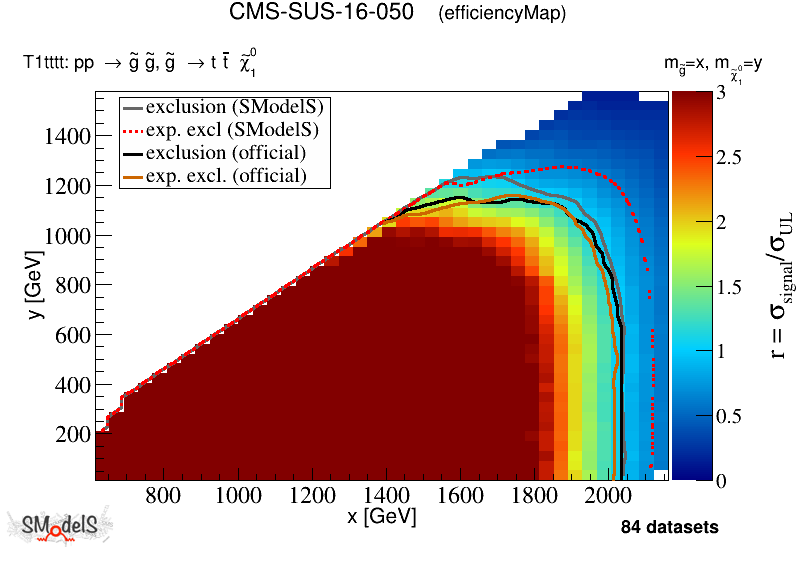 CMS-SUS-16-050 (efficiencyMap)
T1tttt: pp → g̃ g̃, g̃ → t t̄ χ̃₁⁰
m_g̃=x, m_χ̃₁⁰=y
exclusion (SModelS)
exp. excl (SModelS)
exclusion (official)
exp. excl. (official)
1400
1200
1000
800
600
400
200
y [GeV]
800 1000 1200 1400 1600 1800 2000
x [GeV]
3
2.5
2
1.5
1
0.5
0
r = σ_signal/σ_UL
SModelS
84 datasets